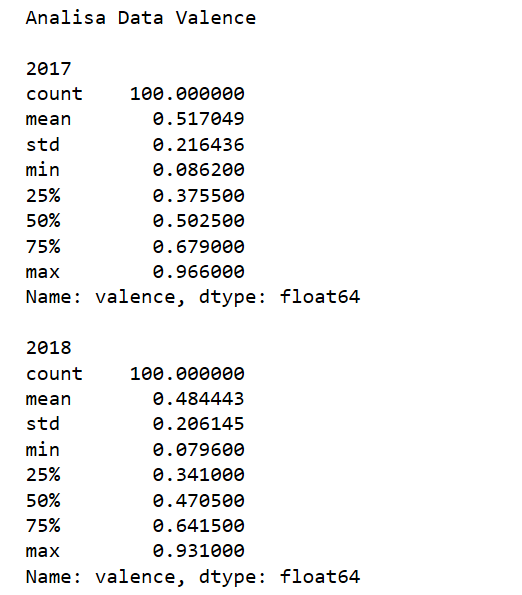 Analisa Data Valence
2017
count 100.000000
mean 0.517049
std 0.216436
min 0.086200
25% 0.375500
50% 0.502500
75% 0.679000
max 0.966000
Name: valence, dtype: float64
2018
count 100.000000
mean 0.484443
std 0.206145
min 0.079600
25% 0.341000
50% 0.470500
75% 0.641500
max 0.931000
Name: valence, dtype: float64